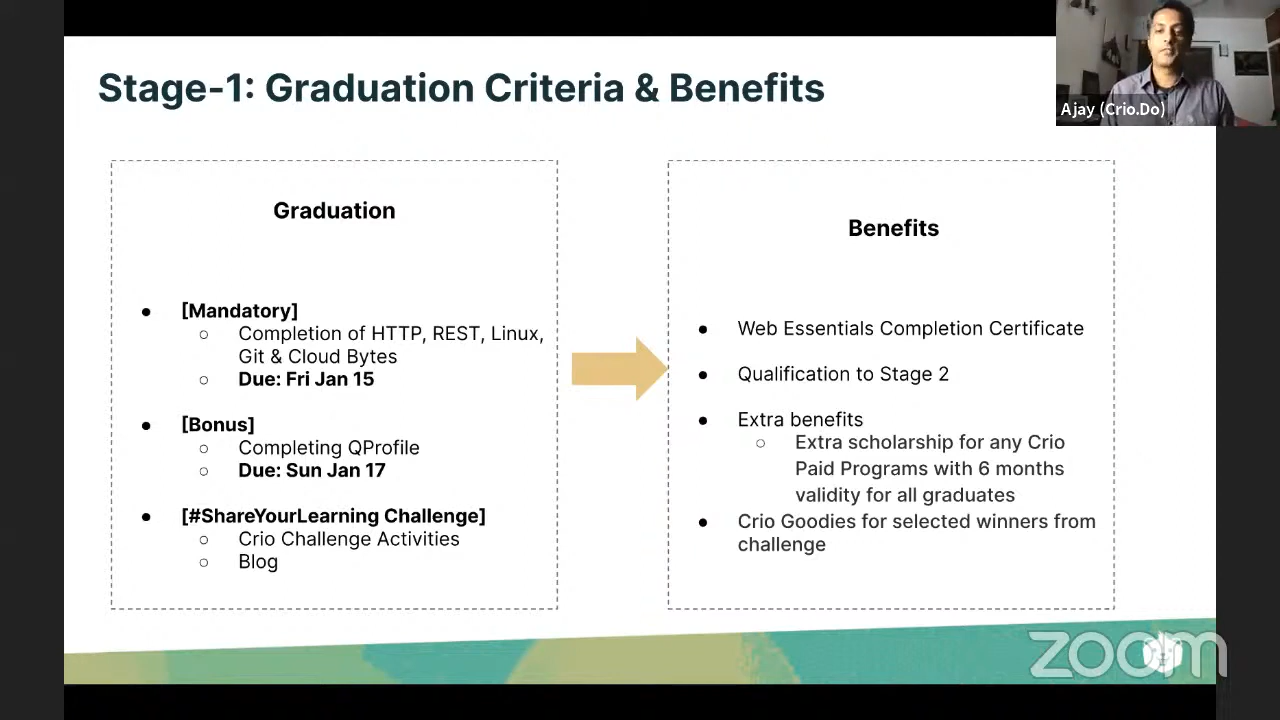 Stage-1: Graduation Criteria & Benefits
Ajay (Crio.Do)
Graduation
● [Mandatory]
○ Completion of HTTP, REST, Linux,
Git & Cloud Bytes
○ Due: Fri Jan 15
● [Bonus]
○ Completing QProfile
○ Due: Sun Jan 17
● [#ShareYourLearning Challenge]
○ Crio Challenge Activities
○ Blog
Benefits
● Web Essentials Completion Certificate
● Qualification to Stage 2
● Extra benefits
○ Extra scholarship for any Crio
Paid Programs with 6 months
validity for all graduates
● Crio Goodies for selected winners from
challenge
zoom